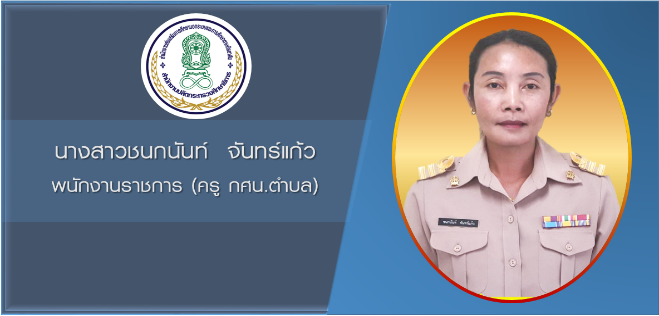 นางสาวชนกนันท์ จันทร์แก้ว
พนักงานราชการ (ครู กศน.ตำบล)